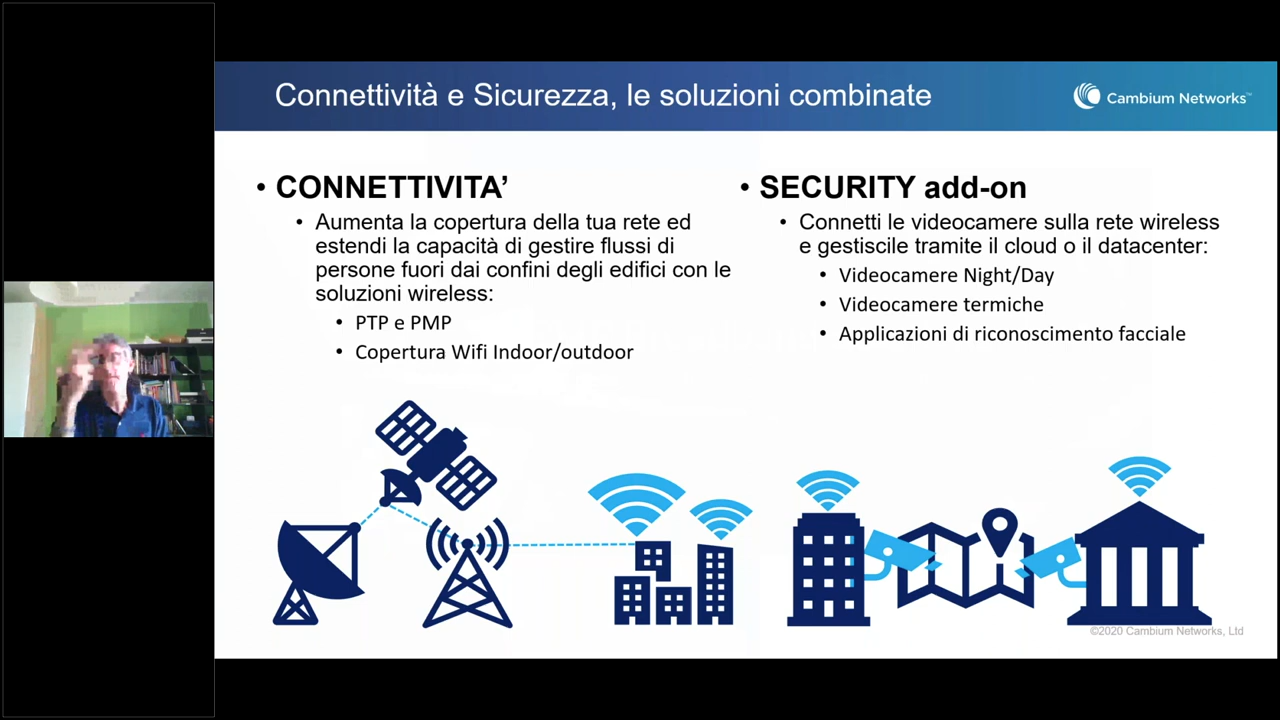 Connettività e Sicurezza, le soluzioni combinate
Cambium Networks™
• CONNETTIVITA’
• Aumenta la copertura della tua rete ed
estendi la capacità di gestire flussi di
persone fuori dai confini degli edifici con le
soluzioni wireless:
• PTP e PMP
• Copertura Wifi Indoor/outdoor
• SECURITY add-on
• Connetti le videocamere sulla rete wireless
e gestiscile tramite il cloud o il datacenter:
• Videocamere Night/Day
• Videocamere termiche
• Applicazioni di riconoscimento facciale
©2020 Cambium Networks, Ltd